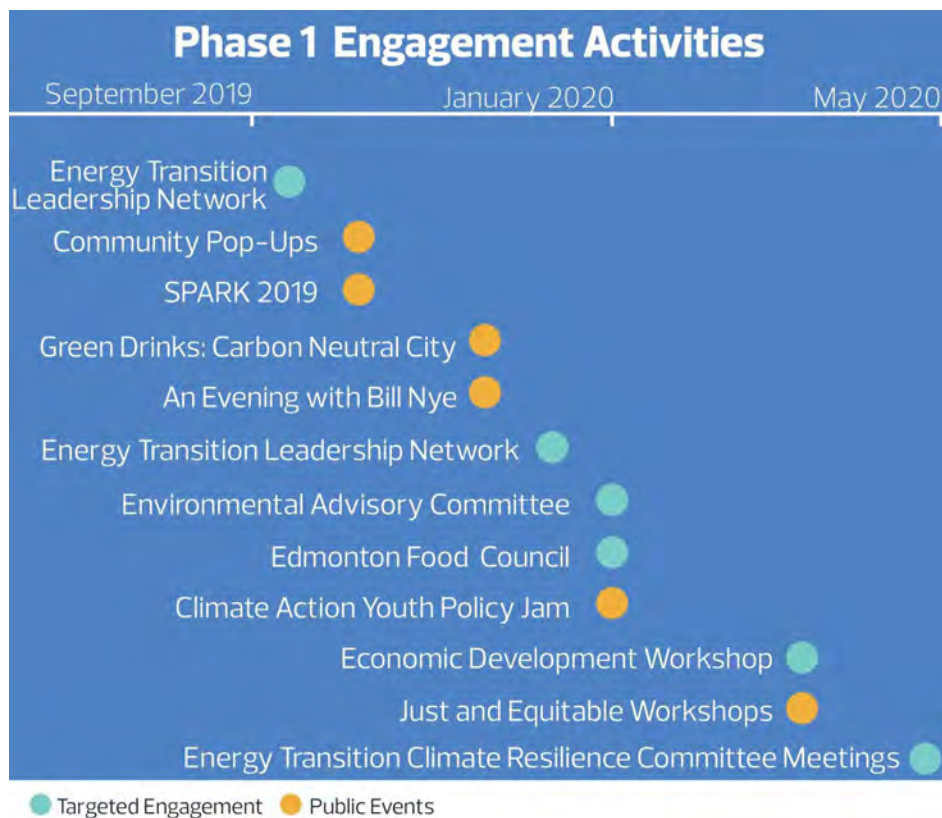 Phase 1 Engagement Activities
September 2019 January 2020 May 2020
Energy Transition
Leadership Network
Community Pop-Ups
SPARK 2019
Green Drinks: Carbon Neutral City
An Evening with Bill Nye
Energy Transition Leadership Network
Environmental Advisory Committee
Edmonton Food Council
Climate Action Youth Policy Jam
Economic Development Workshop
Just and Equitable Workshops
Energy Transition Climate Resilience Committee Meetings
Targeted Engagement Public Events